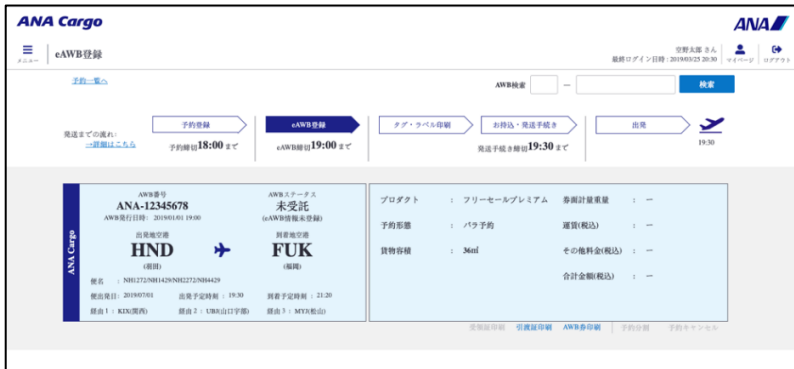 ANA Cargo
ANA
メニュー
eAWB登録
空野太郎 さん
最終ログイン日時 : 2019/03/25 20:30
マイページ
ログアウト
予約一覧へ
AWB検索
–
検索
発送までの流れ:
→詳細はこちら
予約登録
eAWB登録
タグ・ラベル印刷
お持込・発送手続き
出発
予約締切18:00 まで
eAWB締切19:00 まで
発送手続き締切19:30 まで
19:30
ANA Cargo
AWB番号
ANA-12345678
AWB発行日時: 2019/01/01 19:00
AWBステータス
未受託
(eAWB情報未登録)
出発地空港
HND
(羽田)
到着地空港
FUK
(福岡)
便名 : NH1272/NH1429/NH2272/NH4429
便出発日: 2019/07/01 出発予定時刻 : 19:30 到着予定時刻 : 21:20
経由 1 : KIX(関西) 経由 2 : UBJ(山口宇部) 経由 3 : MYJ(松山)
プロダクト : フリーセールプレミアム
予約形態 : バラ予約
貨物容積 : 36㎡
券面計量重量 : –
運賃(税込) : –
その他料金(税込) : –
合計金額(税込) : –
受領証印刷 引渡証印刷 AWB券印刷 予約分割 予約キャンセル